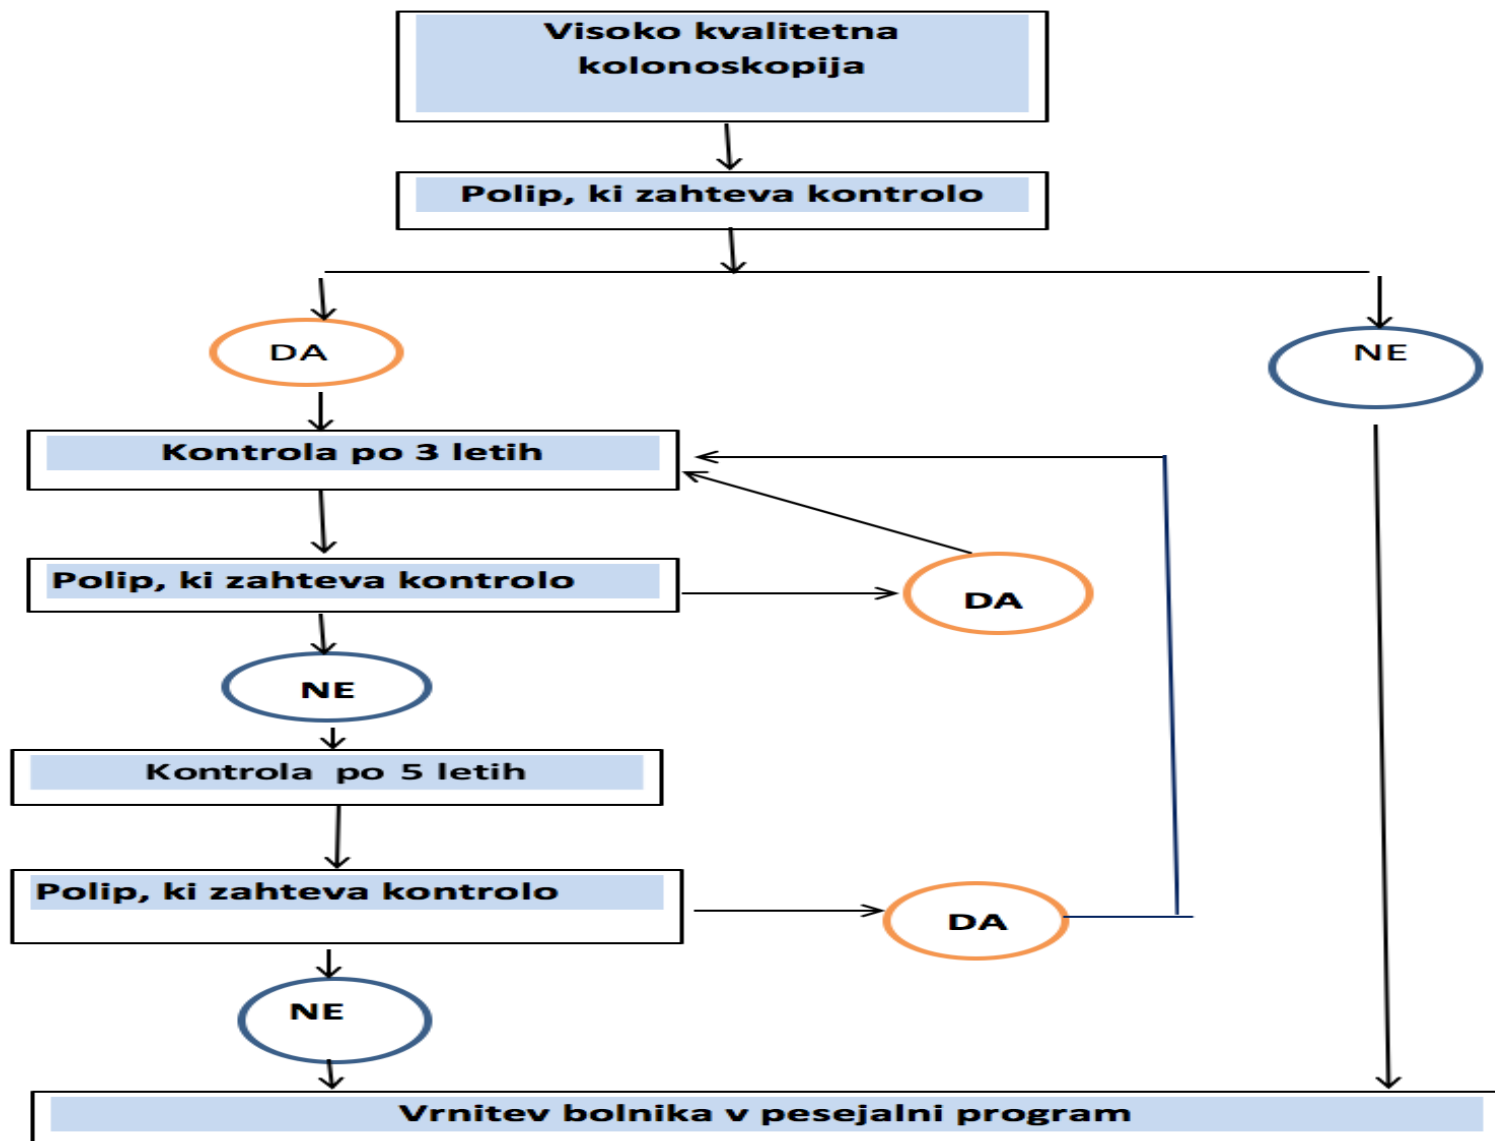 Visoko kvalitetna
kolonoskopija
Polip, ki zahteva kontrolo
DA
NE
Kontrola po 3 letih
Polip, ki zahteva kontrolo
DA
NE
Kontrola po 5 letih
Polip, ki zahteva kontrolo
DA
NE
Vrnitev bolnika v pesejalni program